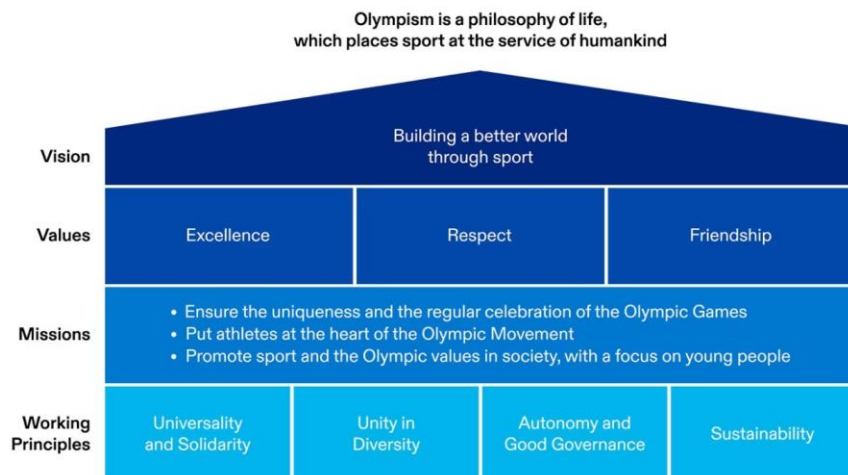 Olympism is a philosophy of life,
which places sport at the service of humankind
Vision
Building a better world
through sport
Values
Excellence
Respect
Friendship
Missions
• Ensure the uniqueness and the regular celebration of the Olympic Games
• Put athletes at the heart of the Olympic Movement
• Promote sport and the Olympic values in society, with a focus on young people
Working
Principles
Universality
and Solidarity
Unity in
Diversity
Autonomy and
Good Governance
Sustainability